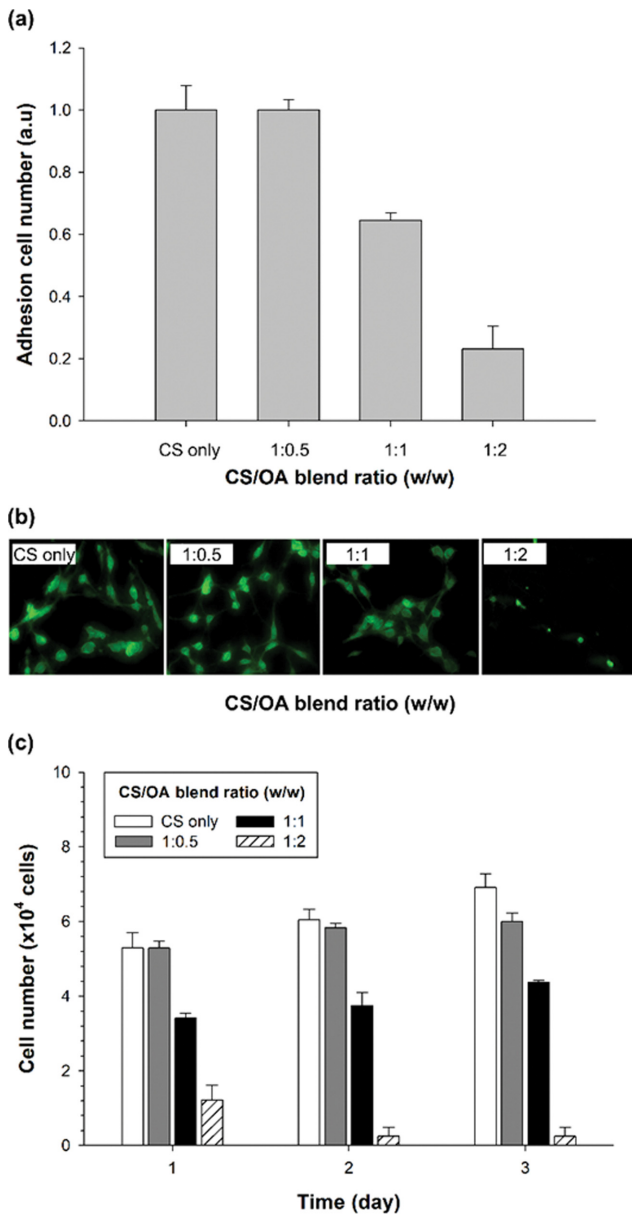 (a)
Adhesion cell number (a.u)
1.2
1.0
0.8
0.6
0.4
0.2
0.0
CS only 1:0.5 1:1 1:2
CS/OA blend ratio (w/w)
(b)
CS only 1:0.5 1:1 1:2
CS/OA blend ratio (w/w)
(c)
Cell number (x10⁴ cells)
10
8
6
4
2
0
CS/OA blend ratio (w/w)
CS only 1:1
1:0.5 1:2
1 2 3
Time (day)